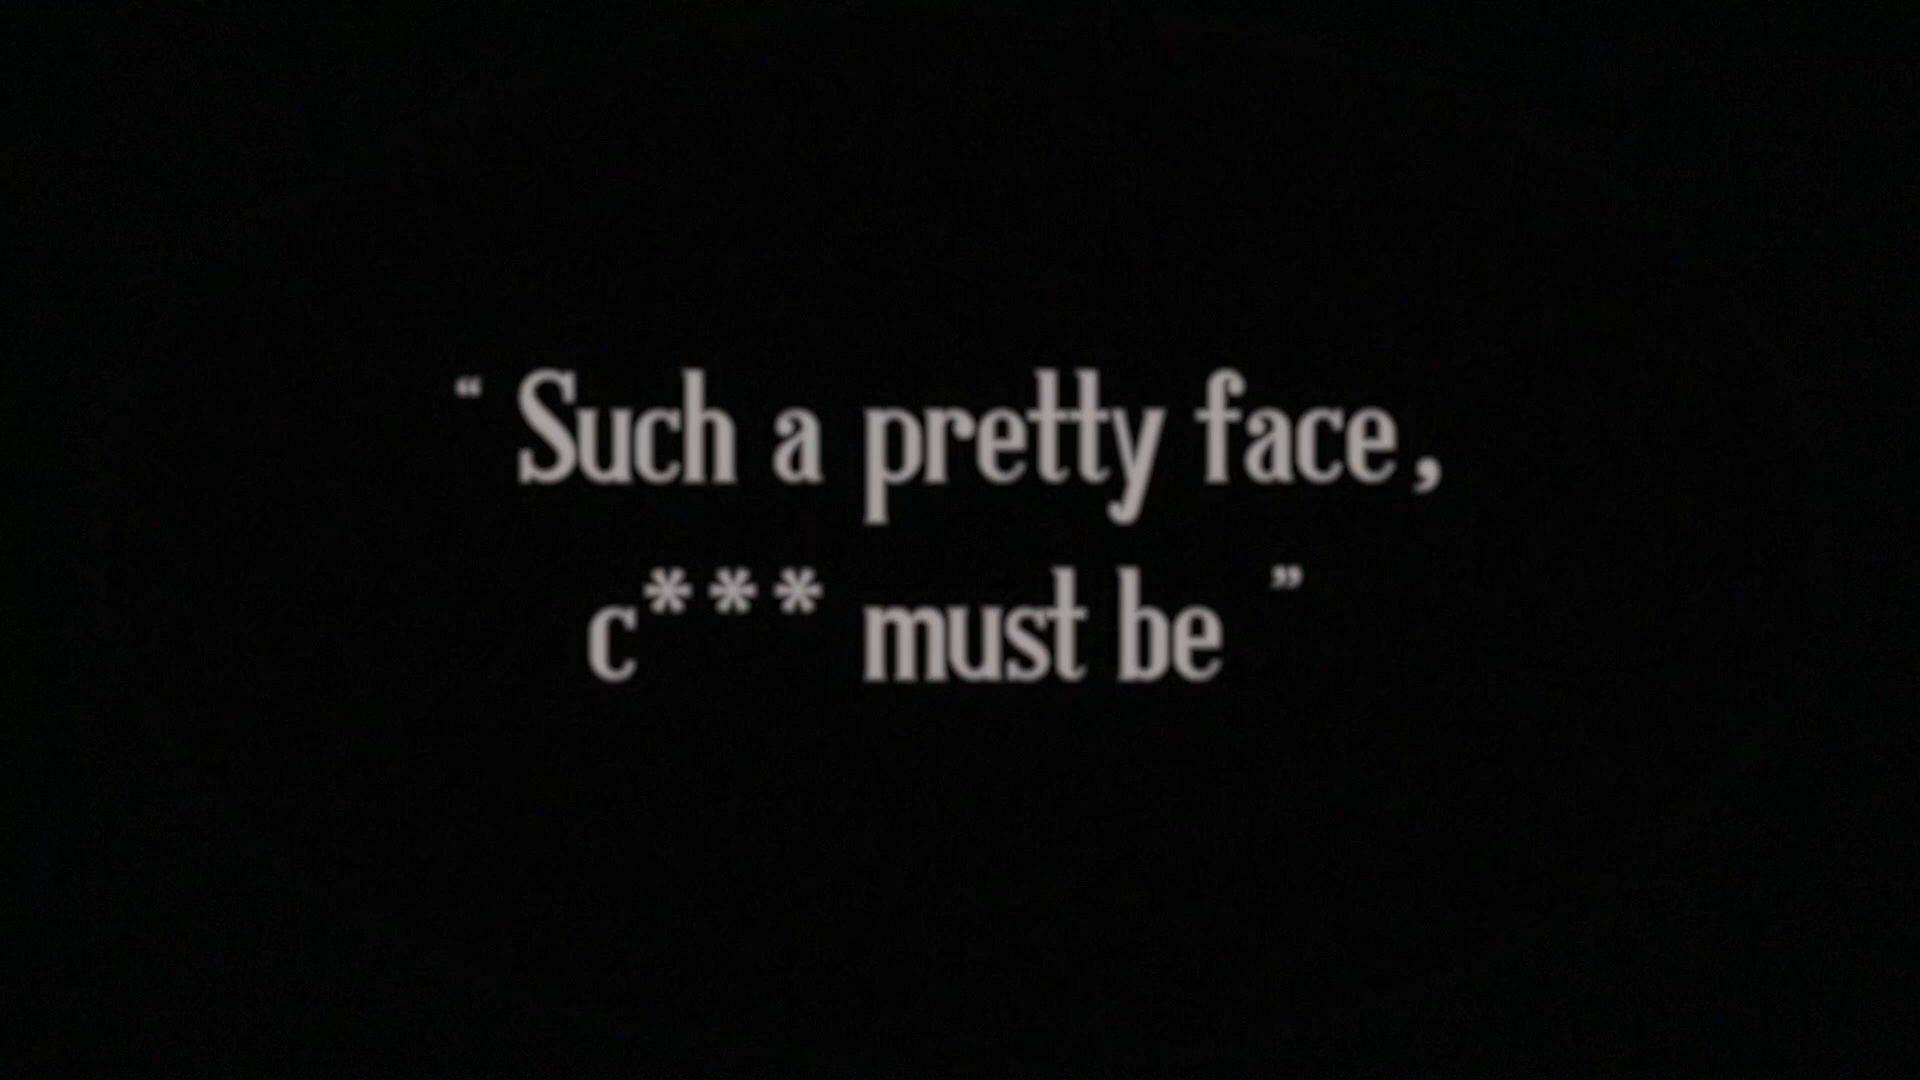 “ Such a pretty face,
c*** must be ”